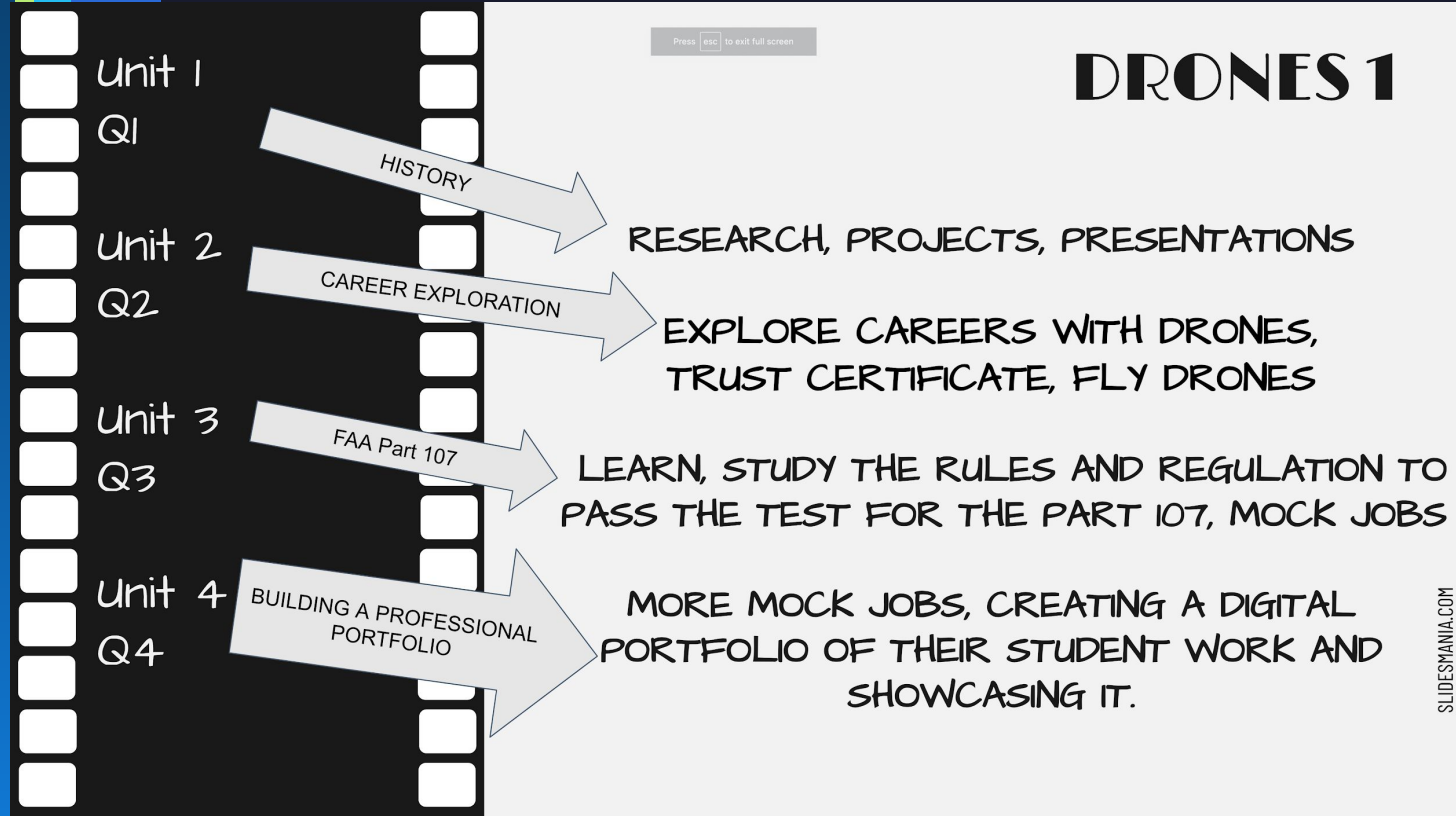 Press esc to exit full screen
DRONES 1
Unit 1
Q1
HISTORY
RESEARCH, PROJECTS, PRESENTATIONS
Unit 2
Q2
CAREER EXPLORATION
EXPLORE CAREERS WITH DRONES,
TRUST CERTIFICATE, FLY DRONES
Unit 3
Q3
FAA Part 107
LEARN, STUDY THE RULES AND REGULATION TO
PASS THE TEST FOR THE PART 107, MOCK JOBS
Unit 4
Q4
BUILDING A PROFESSIONAL
PORTFOLIO
MORE MOCK JOBS, CREATING A DIGITAL
PORTFOLIO OF THEIR STUDENT WORK AND
SHOWCASING IT.
SLIDESMANIA.COM